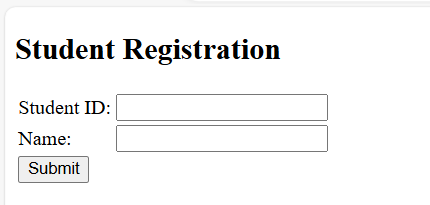 Student Registration
Student ID:
Name:
Submit